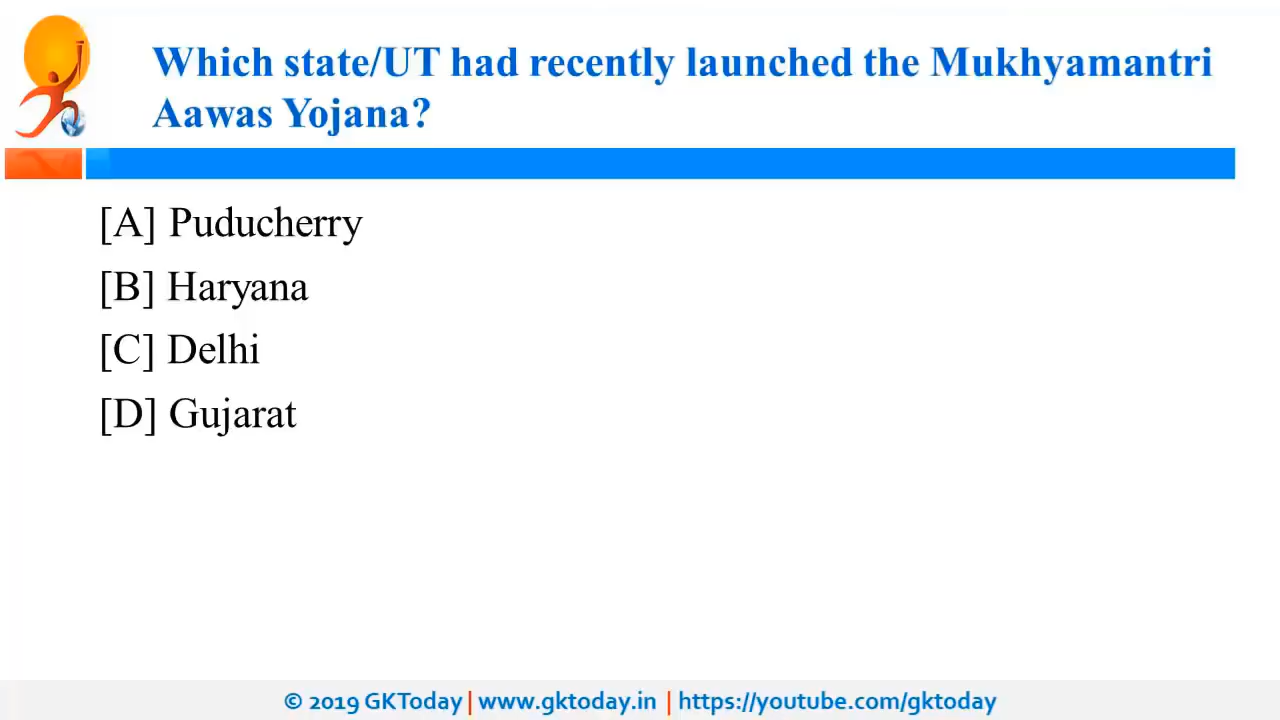 Which state/UT had recently launched the Mukhyamantri
Aawas Yojana?
[A] Puducherry
[B] Haryana
[C] Delhi
[D] Gujarat
© 2019 GKToday | www.gktoday.in | https://youtube.com/gktoday